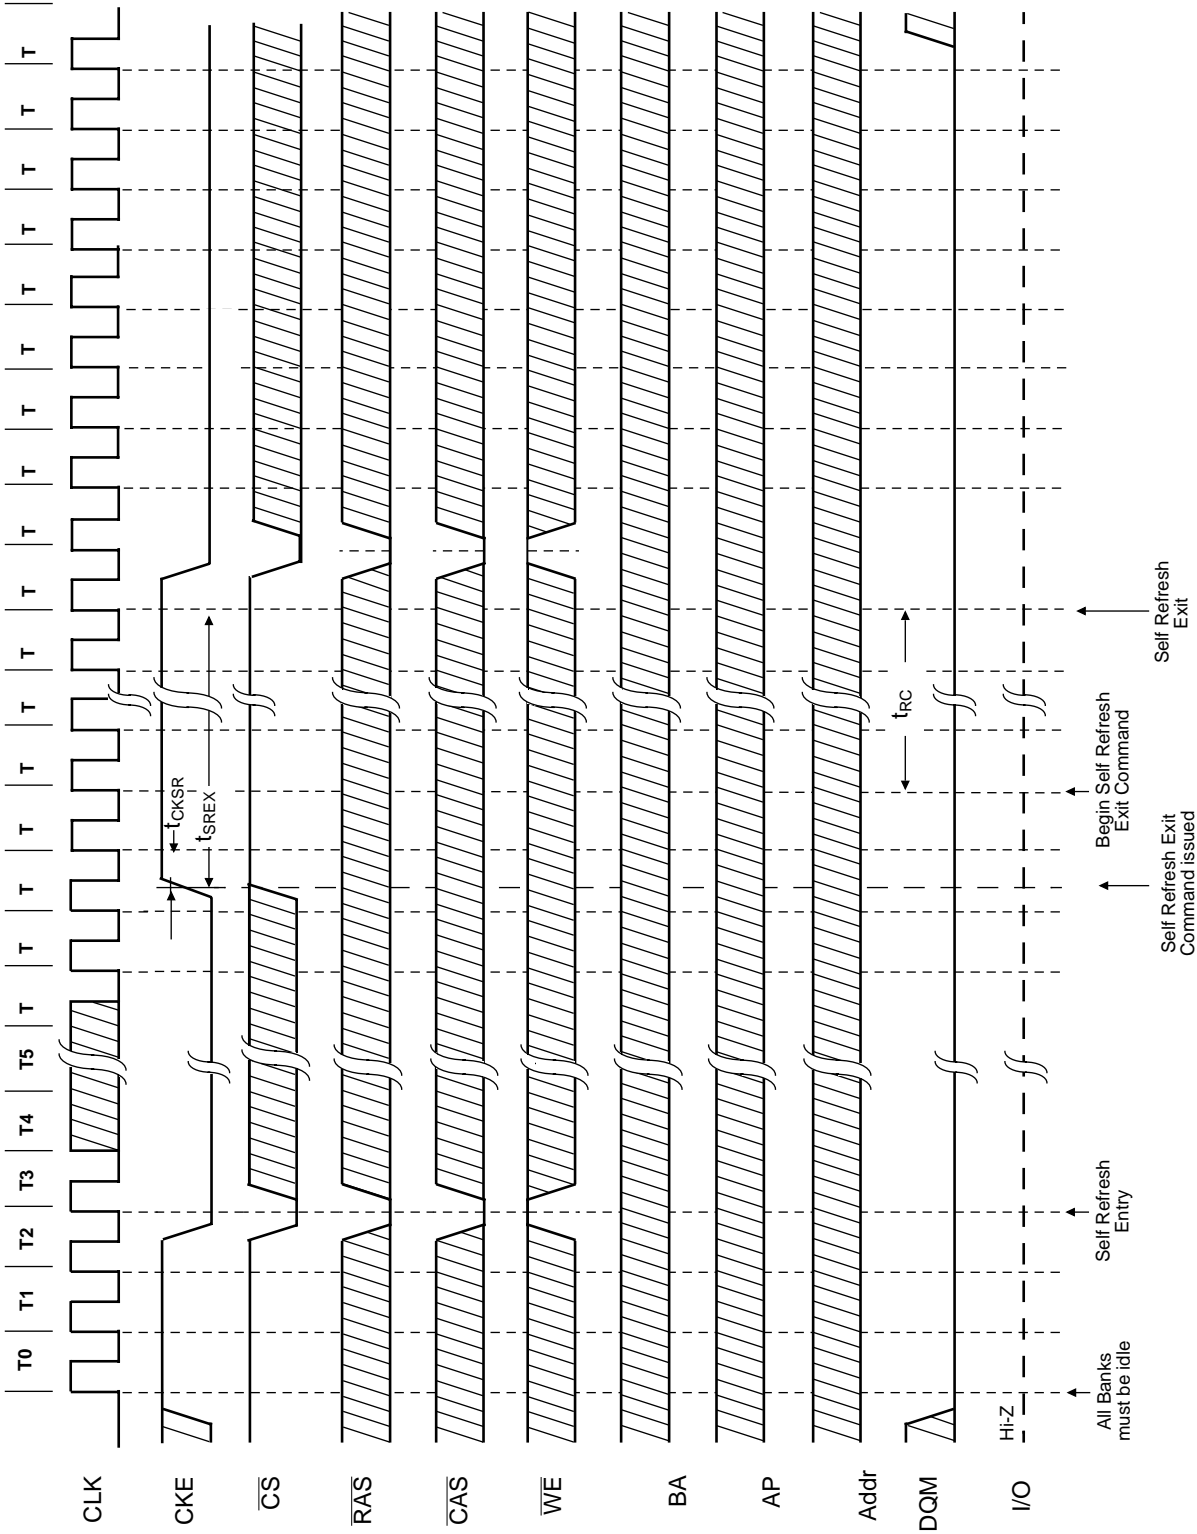 T0 T1 T2 T3 T4 T5 T T T T T T T T T T T T T T T T T
CLK
CKE
tCKSR
tSREX
CS
RAS
CAS
WE
BA
AP
Addr
DQM
tRC
I/O
Hi-Z
All Banks
must be idle
Self Refresh
Entry
Self Refresh Exit
Command issued
Begin Self Refresh
Exit Command
Self Refresh
Exit